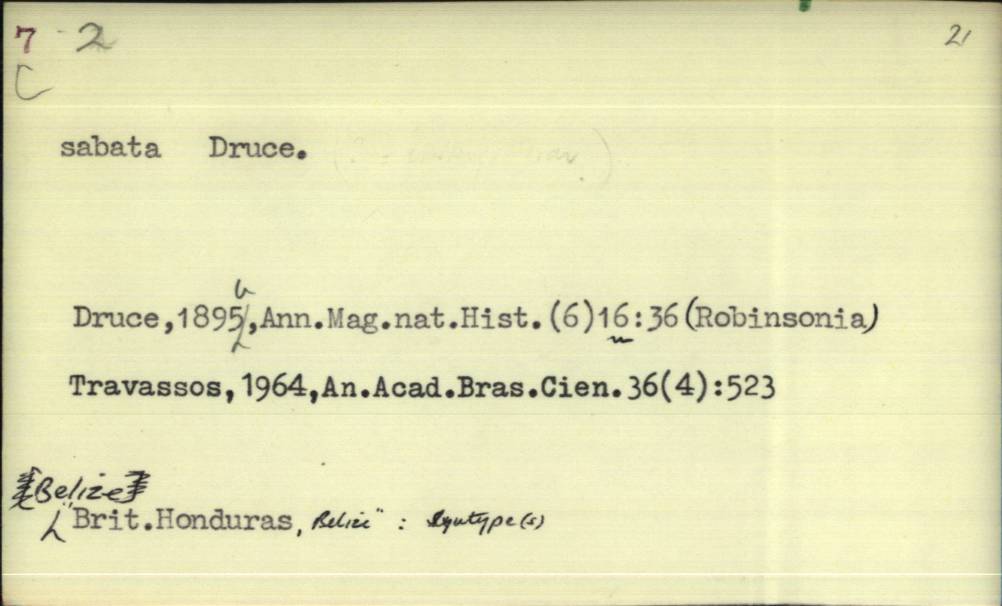 7 2 21
C
sabata Druce.
Druce,1895b,Ann.Mag.nat.Hist.(6)16:36(Robinsonia)
Travassos,1964,An.Acad.Bras.Cien.36(4):523
[Belize]
"Brit.Honduras, Belize" : Syntype(s)